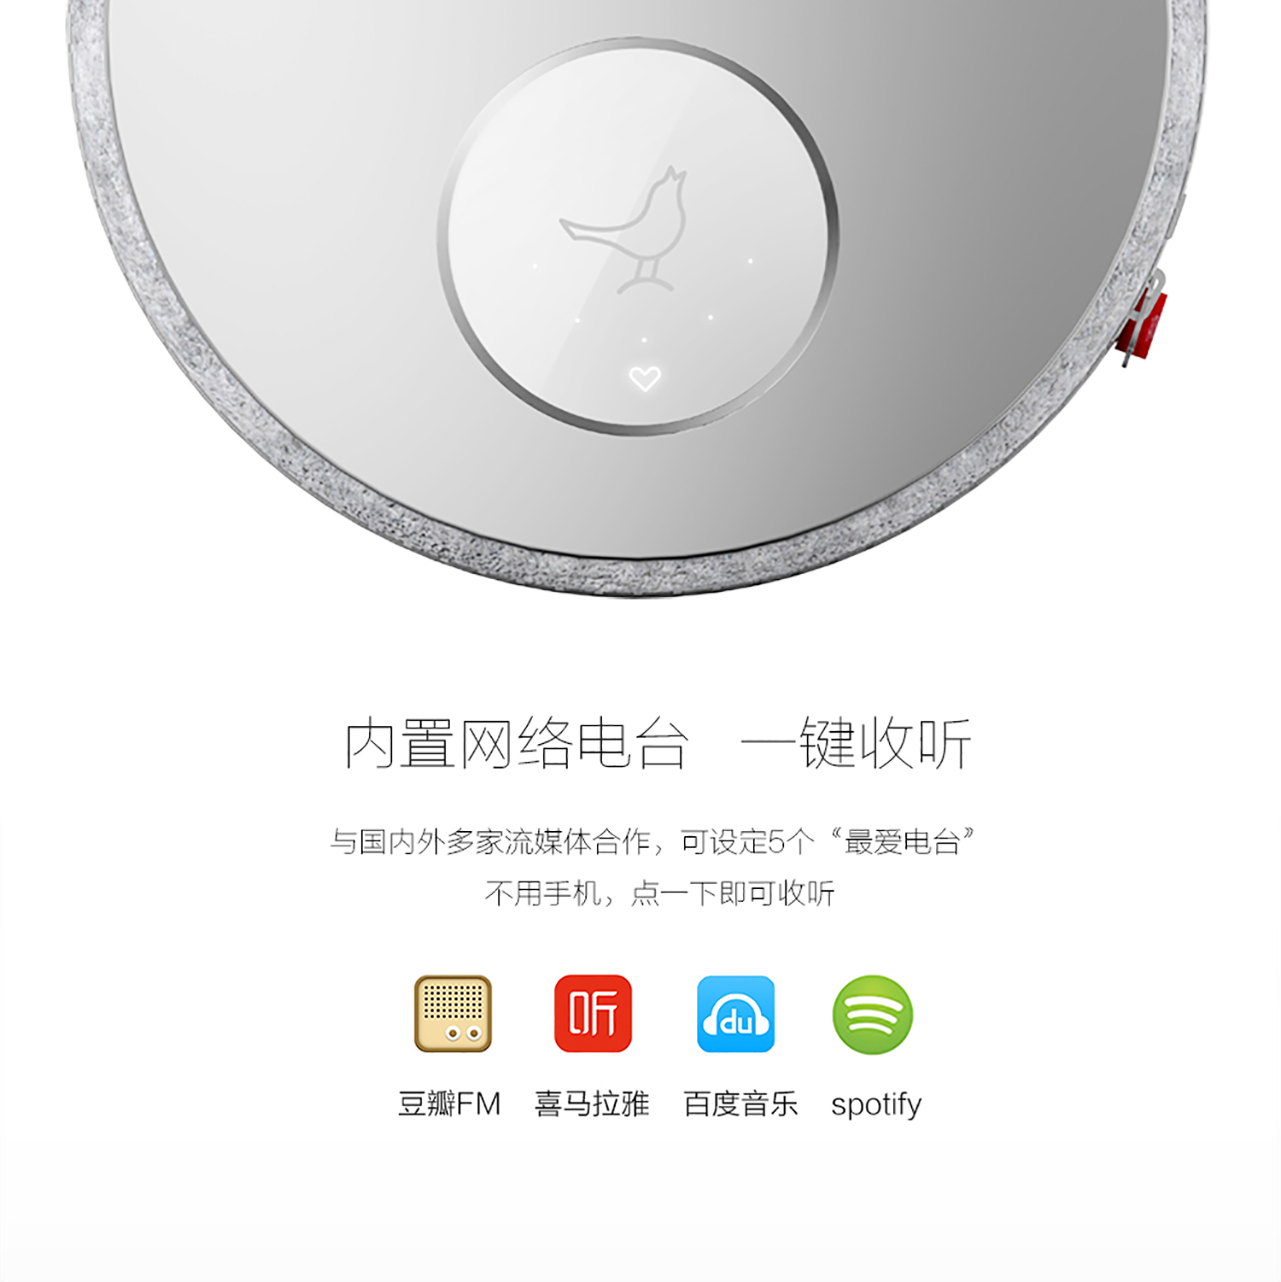 内置网络电台 一键收听
与国内外多家流媒体合作，可设定5个“最爱电台”
不用手机，点一下即可收听
听 du
豆瓣FM 喜马拉雅 百度音乐 spotify